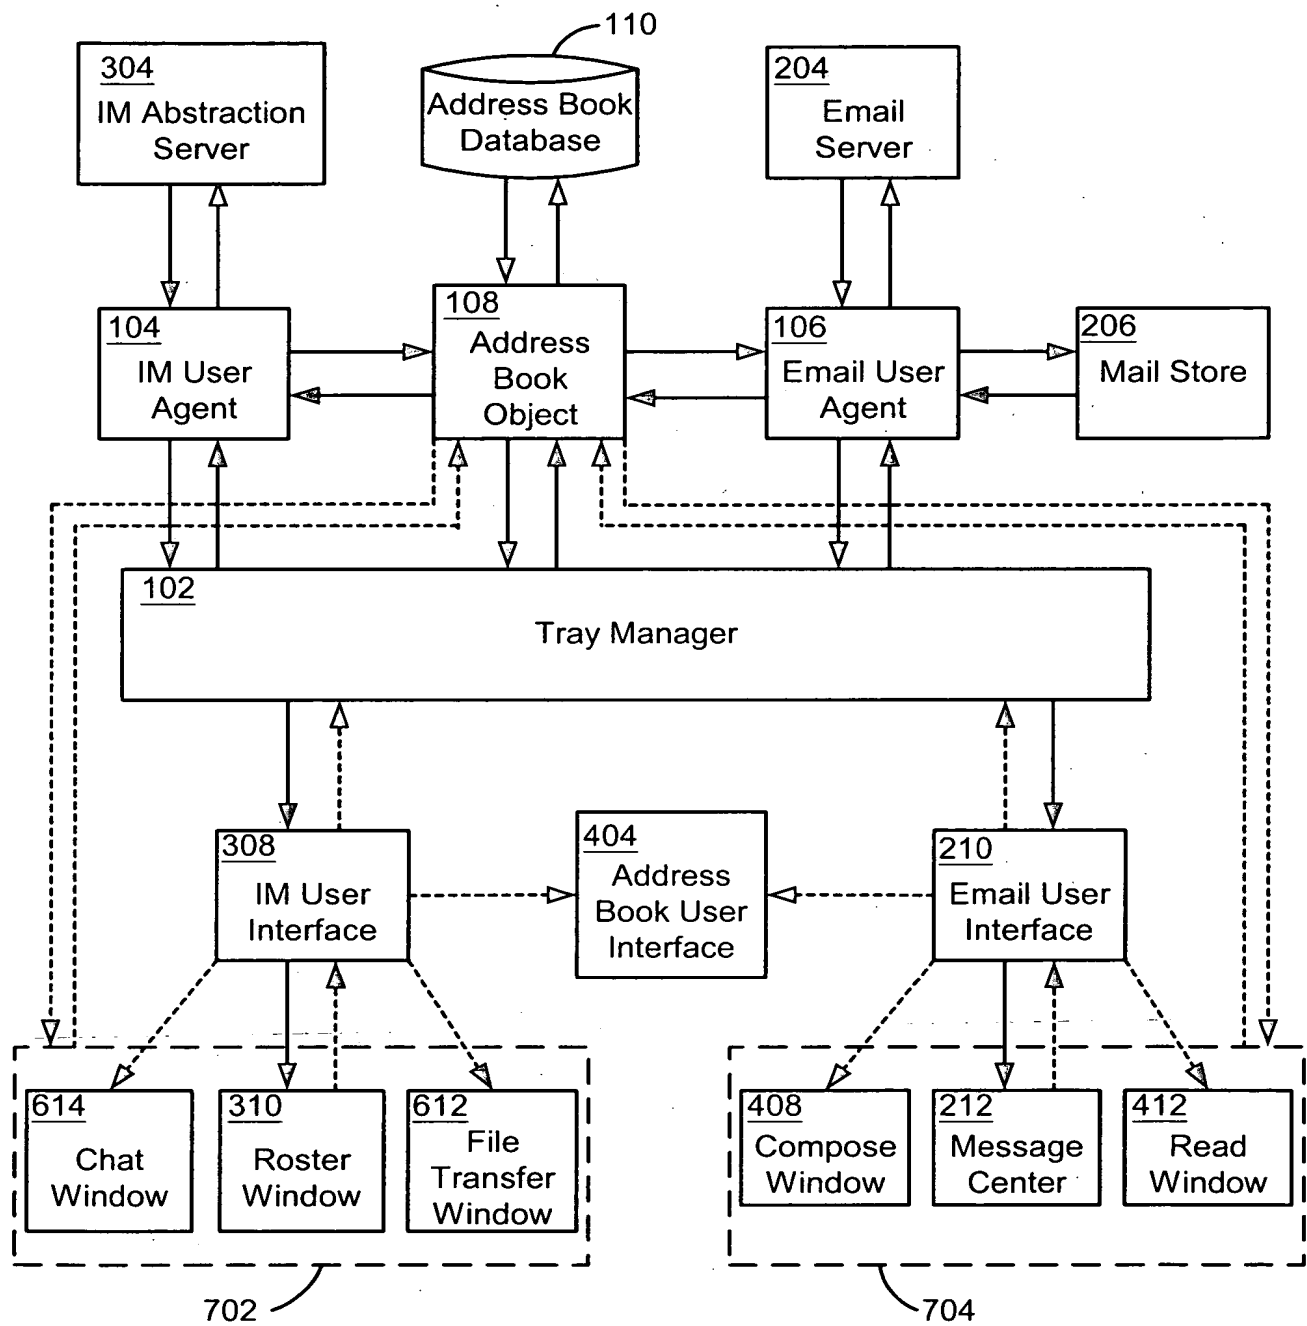 110
304
IM Abstraction
Server
Address Book
Database
204
Email
Server
104
IM User
Agent
108
Address
Book
Object
106
Email User
Agent
206
Mail Store
102
Tray Manager
308
IM User
Interface
404
Address
Book User
Interface
210
Email User
Interface
614
Chat
Window
310
Roster
Window
612
File
Transfer
Window
408
Compose
Window
212
Message
Center
412
Read
Window
702
704